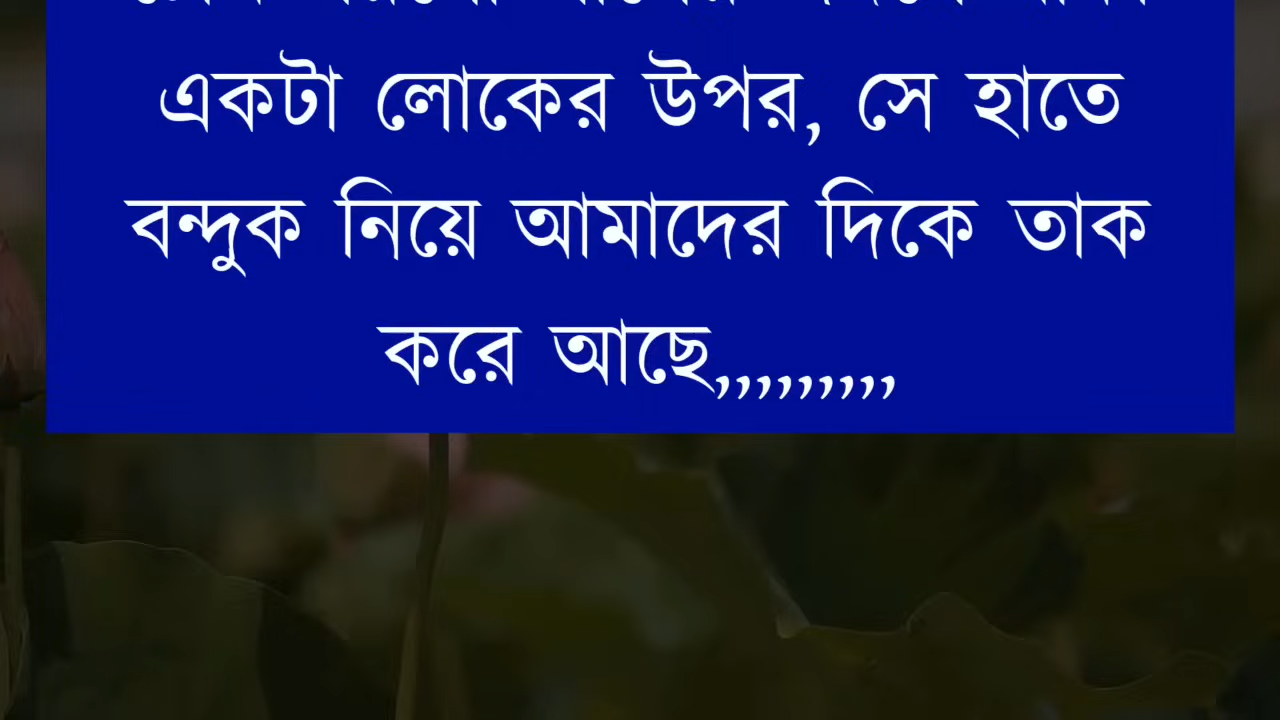 একটা লোকের উপর, সে হাতে
বন্দুক নিয়ে আমাদের দিকে তাক
করে আছে,,,,,,,,,